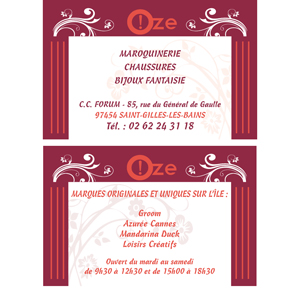 Oze
MAROQUINERIE
CHAUSSURES
BIJOUX FANTAISIE
C.C. FORUM - 85, rue du Général de Gaulle
97454 SAINT-GILLES-LES-BAINS
Tél. : 02 62 24 31 18
Oze
MARQUES ORIGINALES ET UNIQUES SUR L'ÎLE :
Groom
Azurée Cannes
Mandarina Duck
Loisirs Créatifs
Ouvert du mardi au samedi
de 9h30 à 12h30 et de 15h00 à 18h30